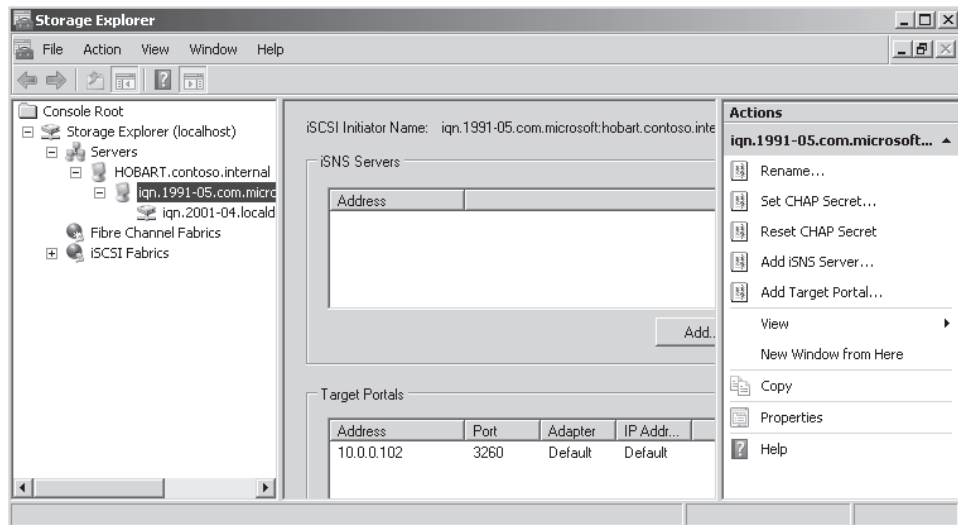 Storage Explorer
File Action View Window Help
Console Root
Storage Explorer (localhost)
Servers
HOBART.contoso.internal
iqn.1991-05.com.micro
iqn.2001-04.locald
Fibre Channel Fabrics
iSCSI Fabrics
iSCSI Initiator Name: iqn.1991-05.com.microsoft:hobart.contoso.inte
iSNS Servers
Address
Add..
Target Portals
Address Port Adapter IP Addr...
10.0.0.102 3260 Default Default
Actions
iqn.1991-05.com.microsoft...
Rename...
Set CHAP Secret...
Reset CHAP Secret
Add iSNS Server...
Add Target Portal...
View
New Window from Here
Copy
Properties
Help